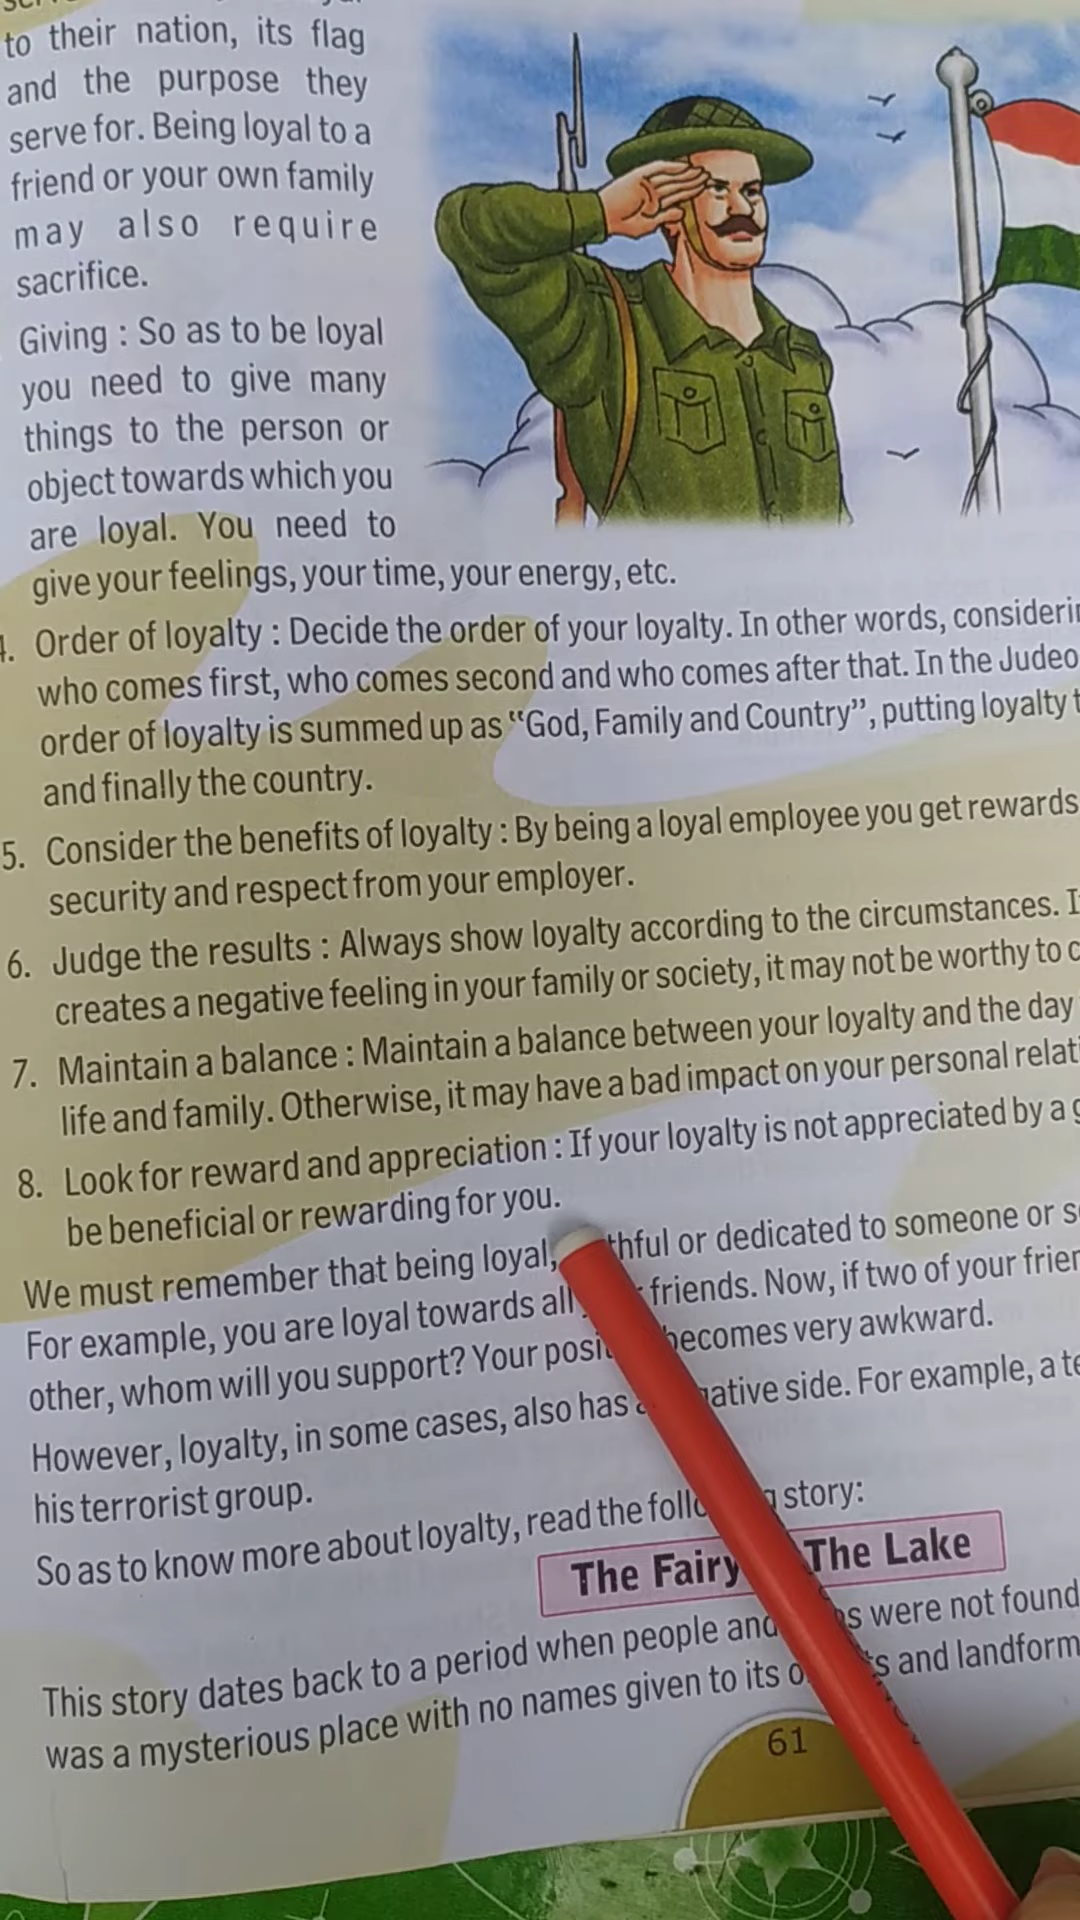 to their nation, its flag
and the purpose they
serve for. Being loyal to a
friend or your own family
may also require
sacrifice.
Giving : So as to be loyal
you need to give many
things to the person or
object towards which you
are loyal. You need to
give your feelings, your time, your energy, etc.
Order of loyalty : Decide the order of your loyalty. In other words,
who comes first, who comes second and who comes after that. In the Judeo
order of loyalty is summed up as "God, Family and Country", putting loyalty
and finally the country.
5. Consider the benefits of loyalty : By being a loyal employee you get rewards
security and respect from your employer.
6. Judge the results : Always show loyalty according to the circumstances.
creates a negative feeling in your family or society, it may not be worthy to
7. Maintain a balance : Maintain a balance between your loyalty and the day
life and family. Otherwise, it may have a bad impact on your personal
8. Look for reward and appreciation : If your loyalty is not appreciated by a
be beneficial or rewarding for you.
We must remember that being loyal, or dedicated to someone or
For example, you are loyal towards all friends. Now, if two of your
other, whom will you support? Your becomes very awkward.
However, loyalty, in some cases, also has side. For example, a
his terrorist group.
So as to know more about loyalty, read the story:
The Fairy The Lake
This story dates back to a period when people and were not found
was a mysterious place with no names given to its and
61